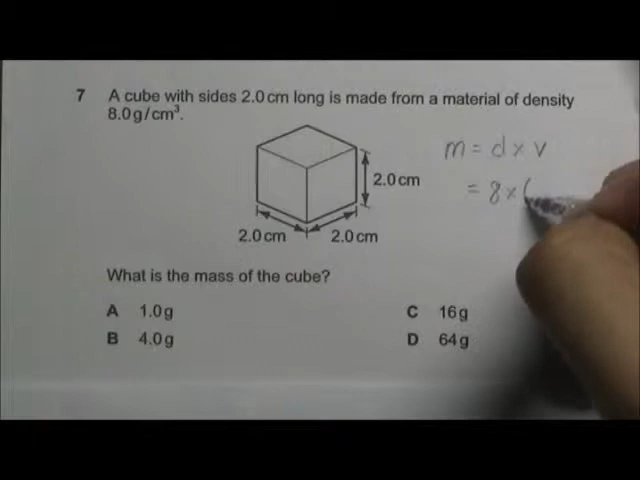 7 A cube with sides 2.0 cm long is made from a material of density
8.0 g/cm³.
m = d × v
= 8 × (
2.0 cm
2.0 cm 2.0 cm
What is the mass of the cube?
A 1.0 g C 16 g
B 4.0 g D 64 g